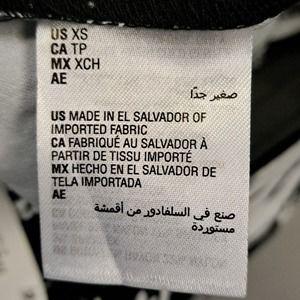 US XS
CA TP
MX XCH
AE
صغير جدًا
US MADE IN EL SALVADOR OF
IMPORTED FABRIC
CA FABRIQUÉ AU SALVADOR À
PARTIR DE TISSU IMPORTÉ
MX HECHO EN EL SALVADOR DE
TELA IMPORTADA
AE
صنع في السلفادور من أقمشة
مستوردة